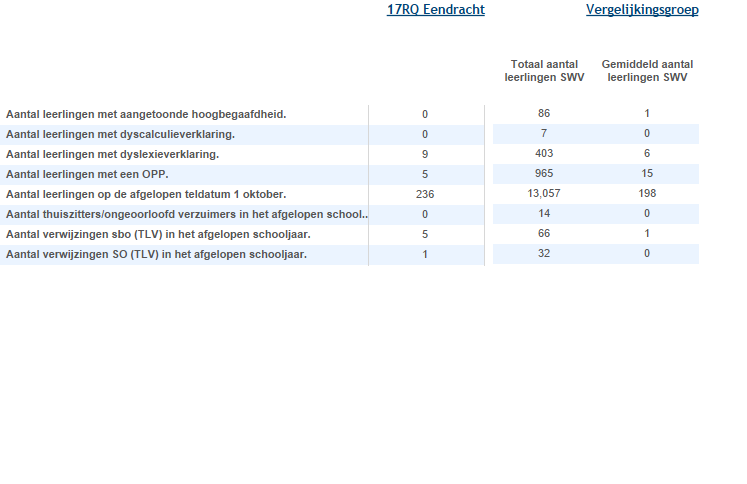 17RQ Eendracht Vergelijkingsgroep
Totaal aantal Gemiddeld aantal
leerlingen SWV leerlingen SWV
Aantal leerlingen met aangetoonde hoogbegaafdheid. 0 86 1
Aantal leerlingen met dyscalculieverklaring. 0 7 0
Aantal leerlingen met dyslexieverklaring. 9 403 6
Aantal leerlingen met een OPP. 5 965 15
Aantal leerlingen op de afgelopen teldatum 1 oktober. 236 13,057 198
Aantal thuiszitters/ongeoorloofd verzuimers in het afgelopen school.. 0 14 0
Aantal verwijzingen sbo (TLV) in het afgelopen schooljaar. 5 66 1
Aantal verwijzingen SO (TLV) in het afgelopen schooljaar. 1 32 0